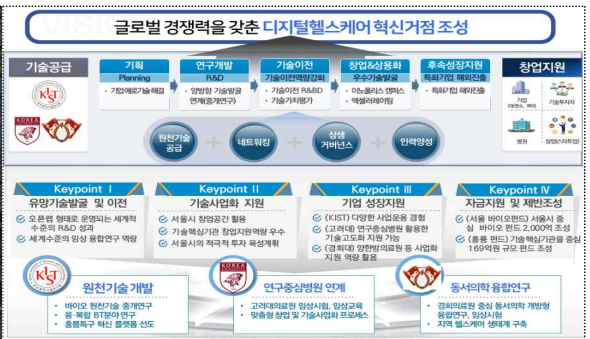 글로벌 경쟁력을 갖춘 디지털헬스케어 혁신거점 조성
기술공급
KIST
KOREA
기획
Planning
• 기업애로기술해결
연구개발
R&D
• 양방향 기술발굴
연계(중개연구)
기술이전
기술이전역량강화
• 기술이전 R&BD
• 기술가치평가
창업&상용화
우수기술발굴
• 이노폴리스 캠퍼스
• 액셀러레이팅
후속성장지원
특화기업 해외진출
• 특화기업 해외진출
창업지원
기업
기술투자자
병원
창업(스타트업)
원천기술
공급
네트워킹
상생
거버넌스
인력양성
Keypoint I
유망기술발굴 및 이전
오픈랩 형태로 운영되는 세계적
수준의 R&D 성과
세계수준의 임상 융합연구 역량
Keypoint II
기술사업화 지원
서울시 창업공간 활용
기술핵심기관 창업지원역량 우수
서울시의 적극적 투자 육성계획
Keypoint III
기업 성장지원
(KIST) 다양한 사업운용 경험
(고려대) 연구중심병원 활용한
기술고도화 지원 가능
(경희대) 양한방의료원 등 사업화
지원 역량 활용
Keypoint IV
자금지원 및 제반조성
(서울 바이오펀드) 서울시 중
심 바이오 펀드 2,000억 조성
(홍릉 펀드) 기술핵심기관을 중심
169억원 규모 펀드 조성
KIST
원천기술개발
• 바이오 원천기술 중개연구
• 융·복합 BT분야 연구
• 홍릉특구 혁신 플랫폼 선도
KOREA
연구중심병원 연계
• 고려대의료원 임상시험, 임상교육
• 맞춤형 창업 및 기술사업화 프로세스
동서의학 융합연구
• 경희의료원 중심 동서의학 개방형
융합연구, 임상시험
• 지역 헬스케어 생태계 구축